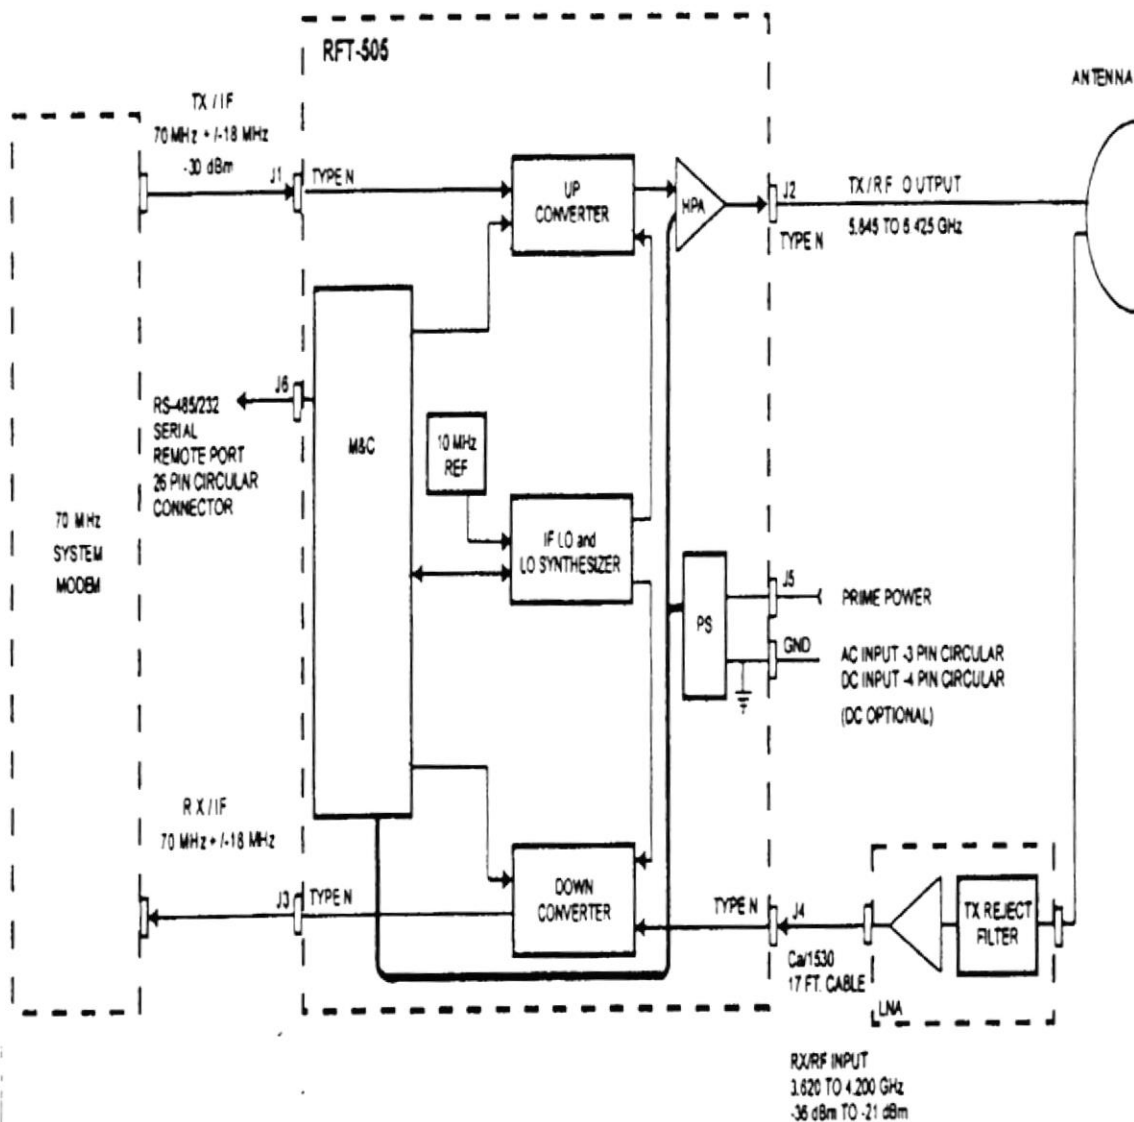 RFT-505
ANTENNA
TX / IF
70 MHz + /-18 MHz
-30 dBm
J1
TYPE N
UP
CONVERTER
HPA
J2
TYPE N
TX/RF OUTPUT
5.845 TO 6.425 GHz
J6
RS-485/232
SERIAL
REMOTE PORT
26 PIN CIRCULAR
CONNECTOR
M&C
10 MHz
REF
70 MHz
SYSTEM
MODEM
IF LO and
LO SYNTHESIZER
PS
J5
PRIME POWER
GND
AC INPUT -3 PIN CIRCULAR
DC INPUT -4 PIN CIRCULAR
(DC OPTIONAL)
RX / IF
70 MHz + /-18 MHz
J3
TYPE N
DOWN
CONVERTER
TYPE N
J4
Ca/1530
17 FT. CABLE
TX REJECT
FILTER
LNA
RX/RF INPUT
3.620 TO 4.200 GHz
-36 dBm TO -21 dBm